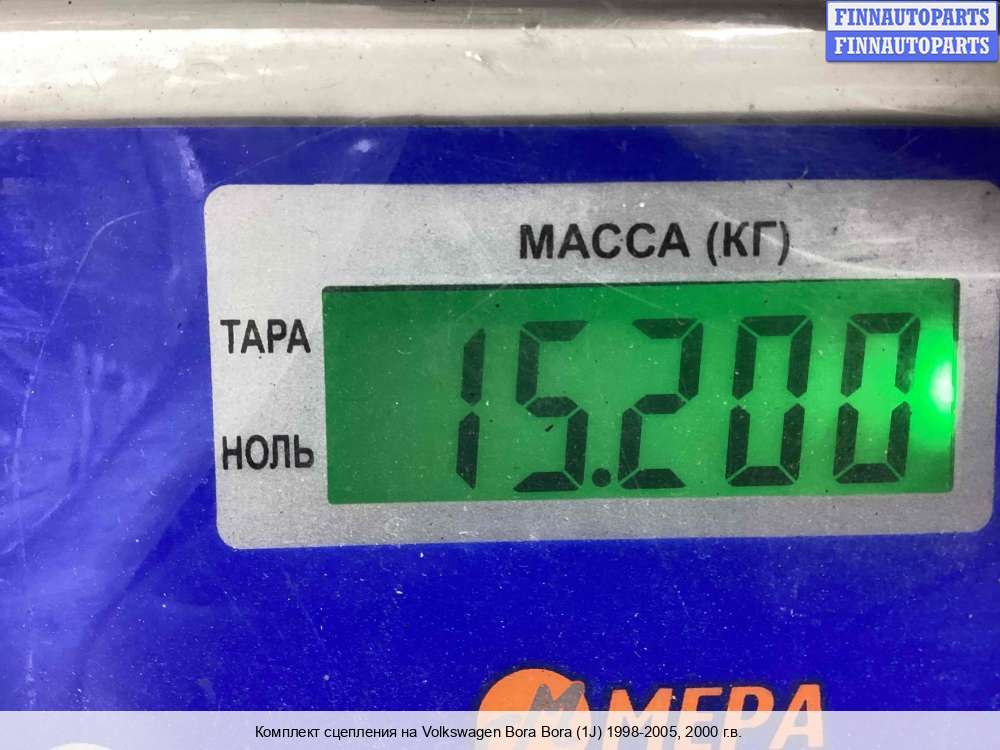 FINNAUTOPARTS
FINNAUTOPARTS
МАССА (КГ)
ТАРА
15.200
НОЛЬ
МЕРА
Комплект сцепления на Volkswagen Bora Bora (1J) 1998-2005, 2000 г.в.